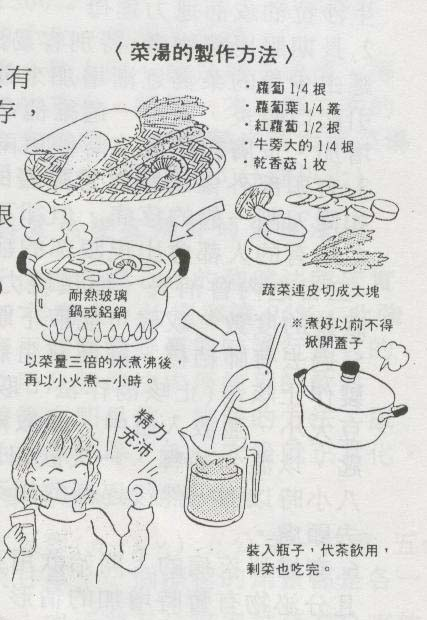 〈菜湯的製作方法〉
有
存，
・蘿蔔 1/4 根
・蘿蔔葉 1/4 叢
・紅蘿蔔 1/2 根
・牛蒡大的 1/4 根
・乾香菇 1 枚
根
蔬菜連皮切成大塊
耐熱玻璃
鍋或鋁鍋
※煮好以前不得
掀開蓋子
以菜量三倍的水煮沸後，
再以小火煮一小時。
精力
充沛
裝入瓶子，代茶飲用，
剩菜也吃完。